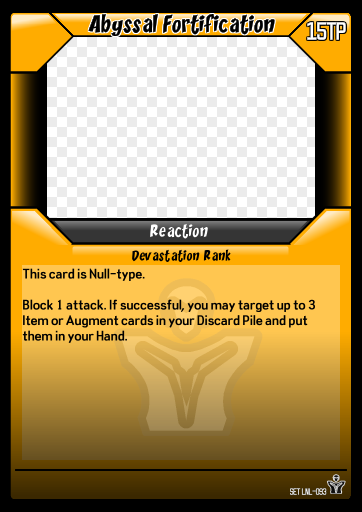 Abyssal Fortification
15TP
Reaction
Devastation Rank
This card is Null-type.
Block 1 attack. If successful, you may target up to 3
Item or Augment cards in your Discard Pile and put
them in your Hand.
SET LNL-093